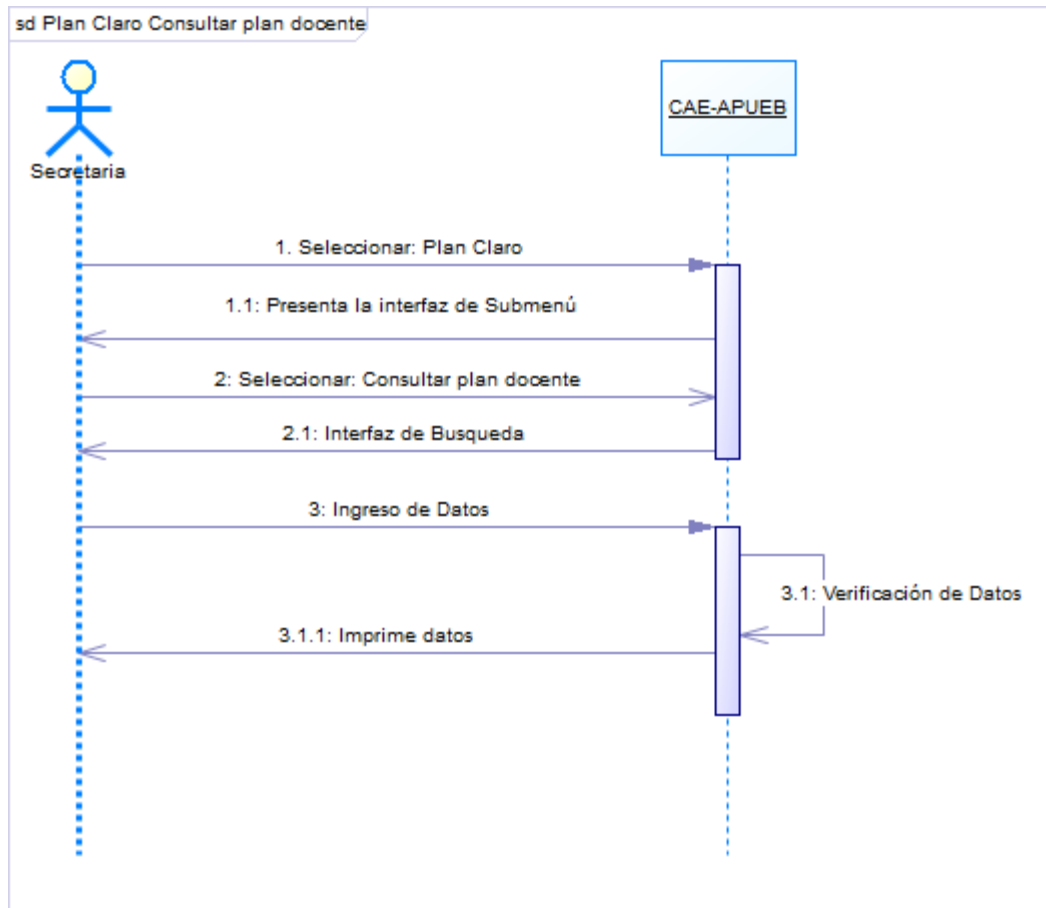 sd Plan Claro Consultar plan docente
CAE-APUEB
Secretaria
1. Seleccionar: Plan Claro
1.1: Presenta la interfaz de Submenú
2: Seleccionar: Consultar plan docente
2.1: Interfaz de Busqueda
3: Ingreso de Datos
3.1: Verificación de Datos
3.1.1: Imprime datos